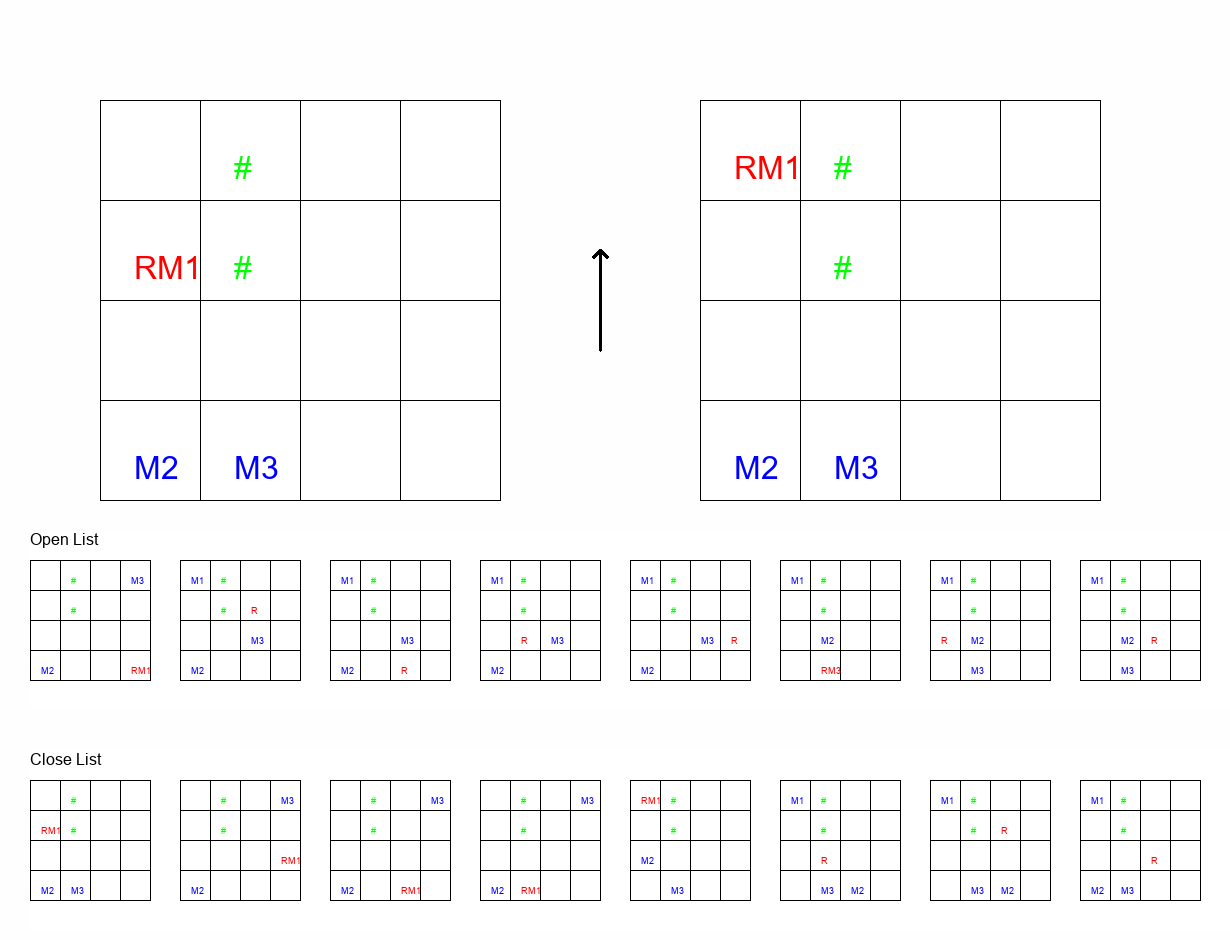 # RM1 #
RM1 # #
M2 M3 M2 M3
Open List
# M3 M1 # M1 # M1 # M1 # M1 # M1 # M1 #
# # R # # # # # #
M3 M3 R M3 M3 R M2 R M2 M2 R
M2 RM1 M2 M2 R M2 M2 RM3 M3 M3
Close List
# # M3 # M3 # M3 RM1 # M1 # M1 # M1 #
RM1 # # # # # # # R #
RM1 M2 R R
M2 M3 M2 M2 RM1 M2 RM1 M3 M3 M2 M3 M2 M2 M3